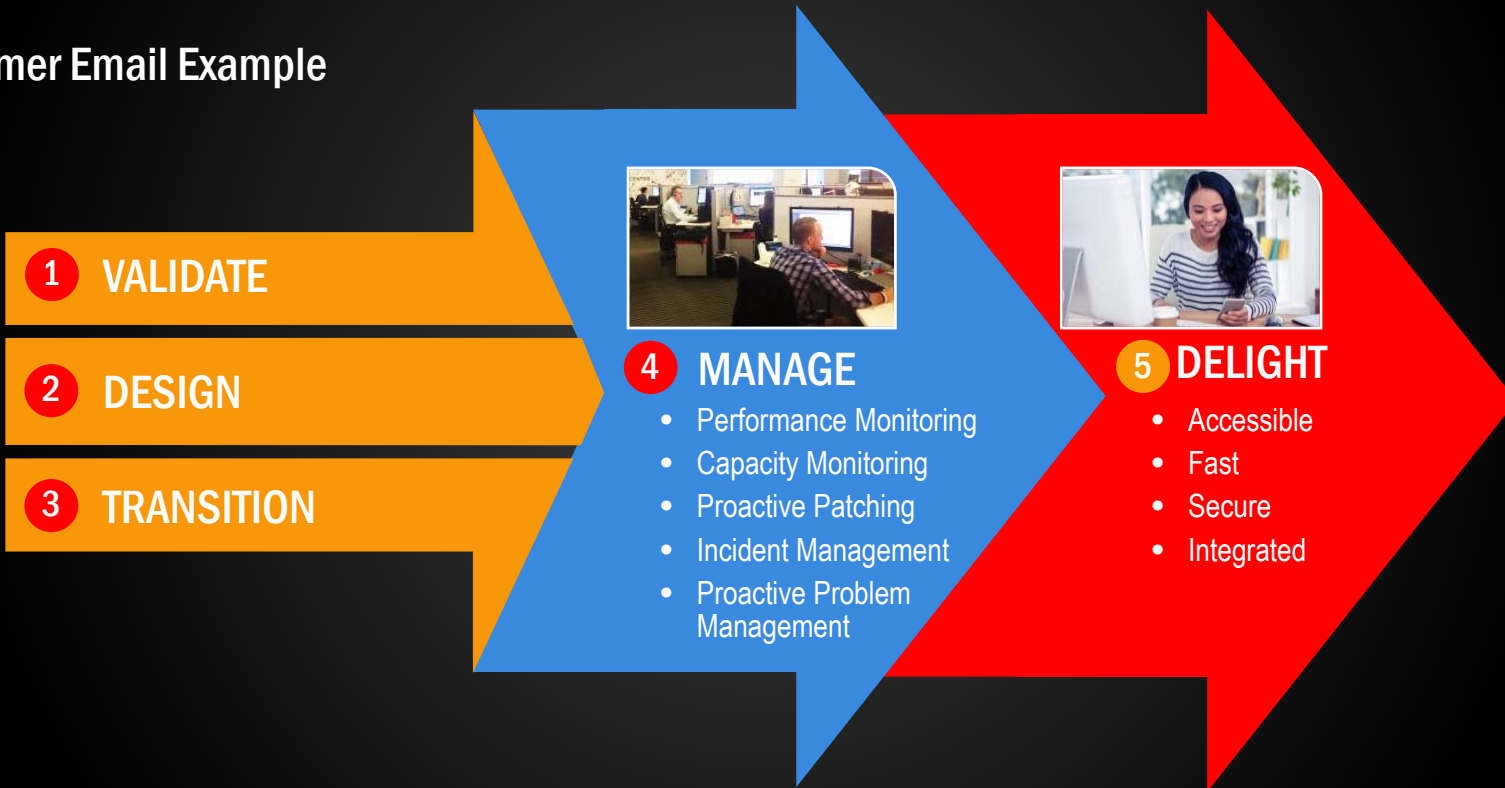 mer Email Example
1 VALIDATE
2 DESIGN
3 TRANSITION
CENTER
4 MANAGE
• Performance Monitoring
• Capacity Monitoring
• Proactive Patching
• Incident Management
• Proactive Problem
Management
5 DELIGHT
• Accessible
• Fast
• Secure
• Integrated